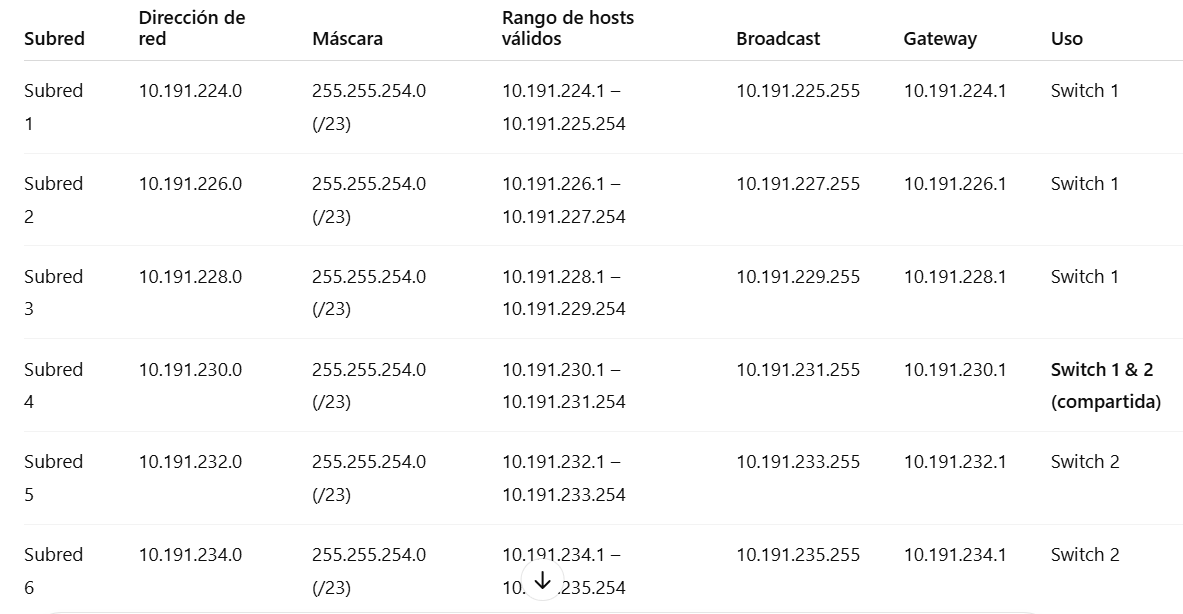 Subred Dirección de red Máscara Rango de hosts válidos Broadcast Gateway Uso
Subred 1 10.191.224.0 255.255.254.0 (/23) 10.191.224.1 – 10.191.225.254 10.191.225.255 10.191.224.1 Switch 1
Subred 2 10.191.226.0 255.255.254.0 (/23) 10.191.226.1 – 10.191.227.254 10.191.227.255 10.191.226.1 Switch 1
Subred 3 10.191.228.0 255.255.254.0 (/23) 10.191.228.1 – 10.191.229.254 10.191.229.255 10.191.228.1 Switch 1
Subred 4 10.191.230.0 255.255.254.0 (/23) 10.191.230.1 – 10.191.231.254 10.191.231.255 10.191.230.1 Switch 1 & 2 (compartida)
Subred 5 10.191.232.0 255.255.254.0 (/23) 10.191.232.1 – 10.191.233.254 10.191.233.255 10.191.232.1 Switch 2
Subred 6 10.191.234.0 255.255.254.0 (/23) 10.191.234.1 – 10. .235.254 10.191.235.255 10.191.234.1 Switch 2